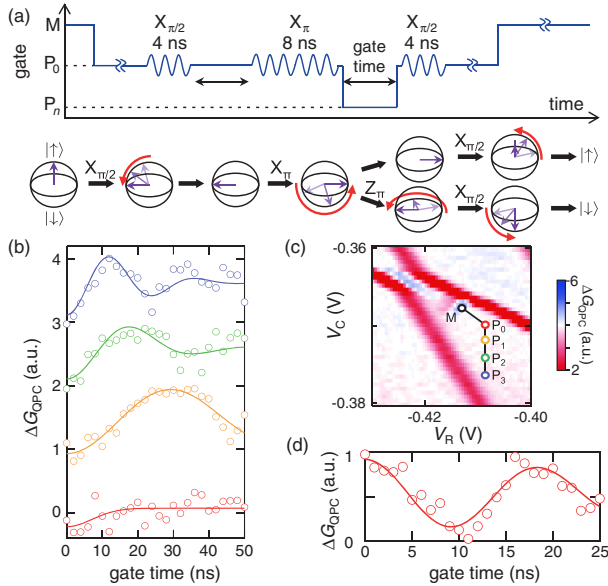 (a)
M
gate
P0
Pn
Xπ/2
4 ns
Xπ
8 ns
gate
time
Xπ/2
4 ns
time
|↑⟩
|↓⟩
Xπ/2
Xπ
Zπ
Xπ/2
Xπ/2
|↑⟩
|↓⟩
(b)
4
3
2
1
0
ΔGQPC (a.u.)
0 10 20 30 40 50
gate time (ns)
(c)
-0.36
-0.38
VC (V)
M
P0
P1
P2
P3
-0.42 -0.40
VR (V)
6
2
ΔGQPC (a.u.)
(d)
1
0
ΔGQPC (a.u.)
0 5 10 15 20 25
gate time (ns)